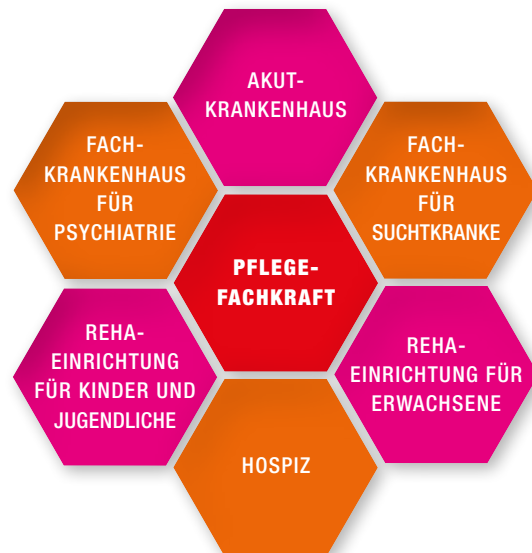 AKUT-
KRANKENHAUS
FACH-
KRANKENHAUS
FÜR
PSYCHIATRIE
FACH-
KRANKENHAUS
FÜR
SUCHTKRANKE
PFLEGE-
FACHKRAFT
REHA-
EINRICHTUNG
FÜR KINDER UND
JUGENDLICHE
REHA-
EINRICHTUNG FÜR
ERWACHSENE
HOSPIZ